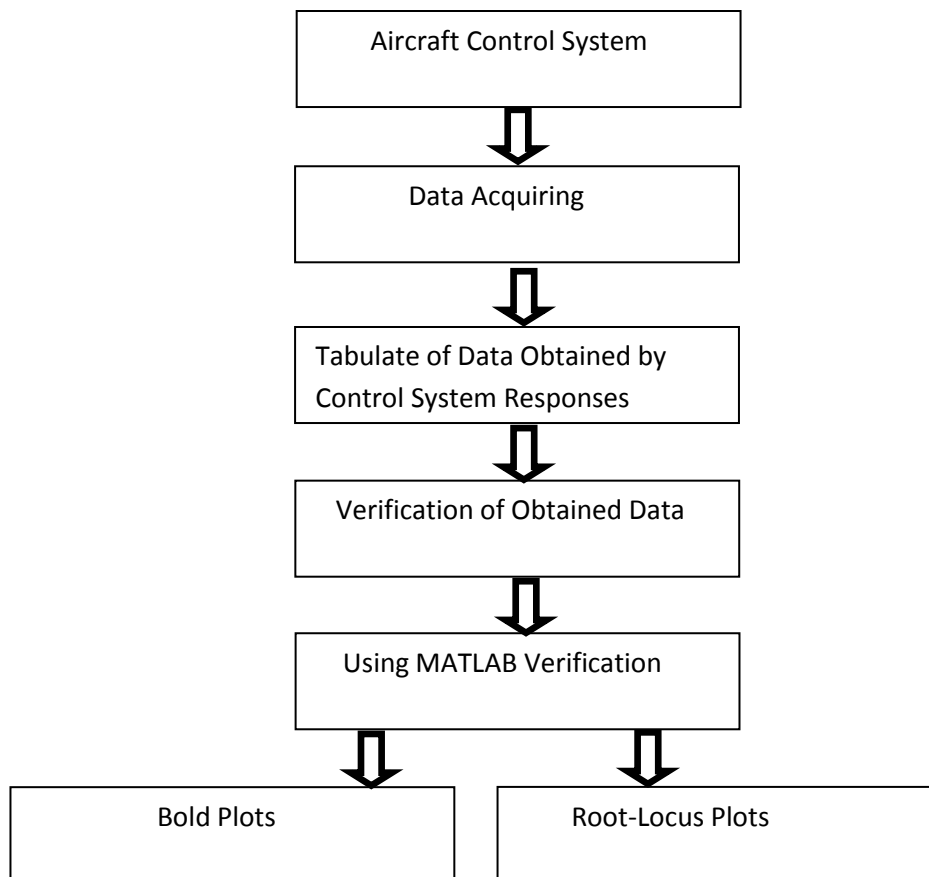 Aircraft Control System
Data Acquiring
Tabulate of Data Obtained by
Control System Responses
Verification of Obtained Data
Using MATLAB Verification
Bold Plots
Root-Locus Plots